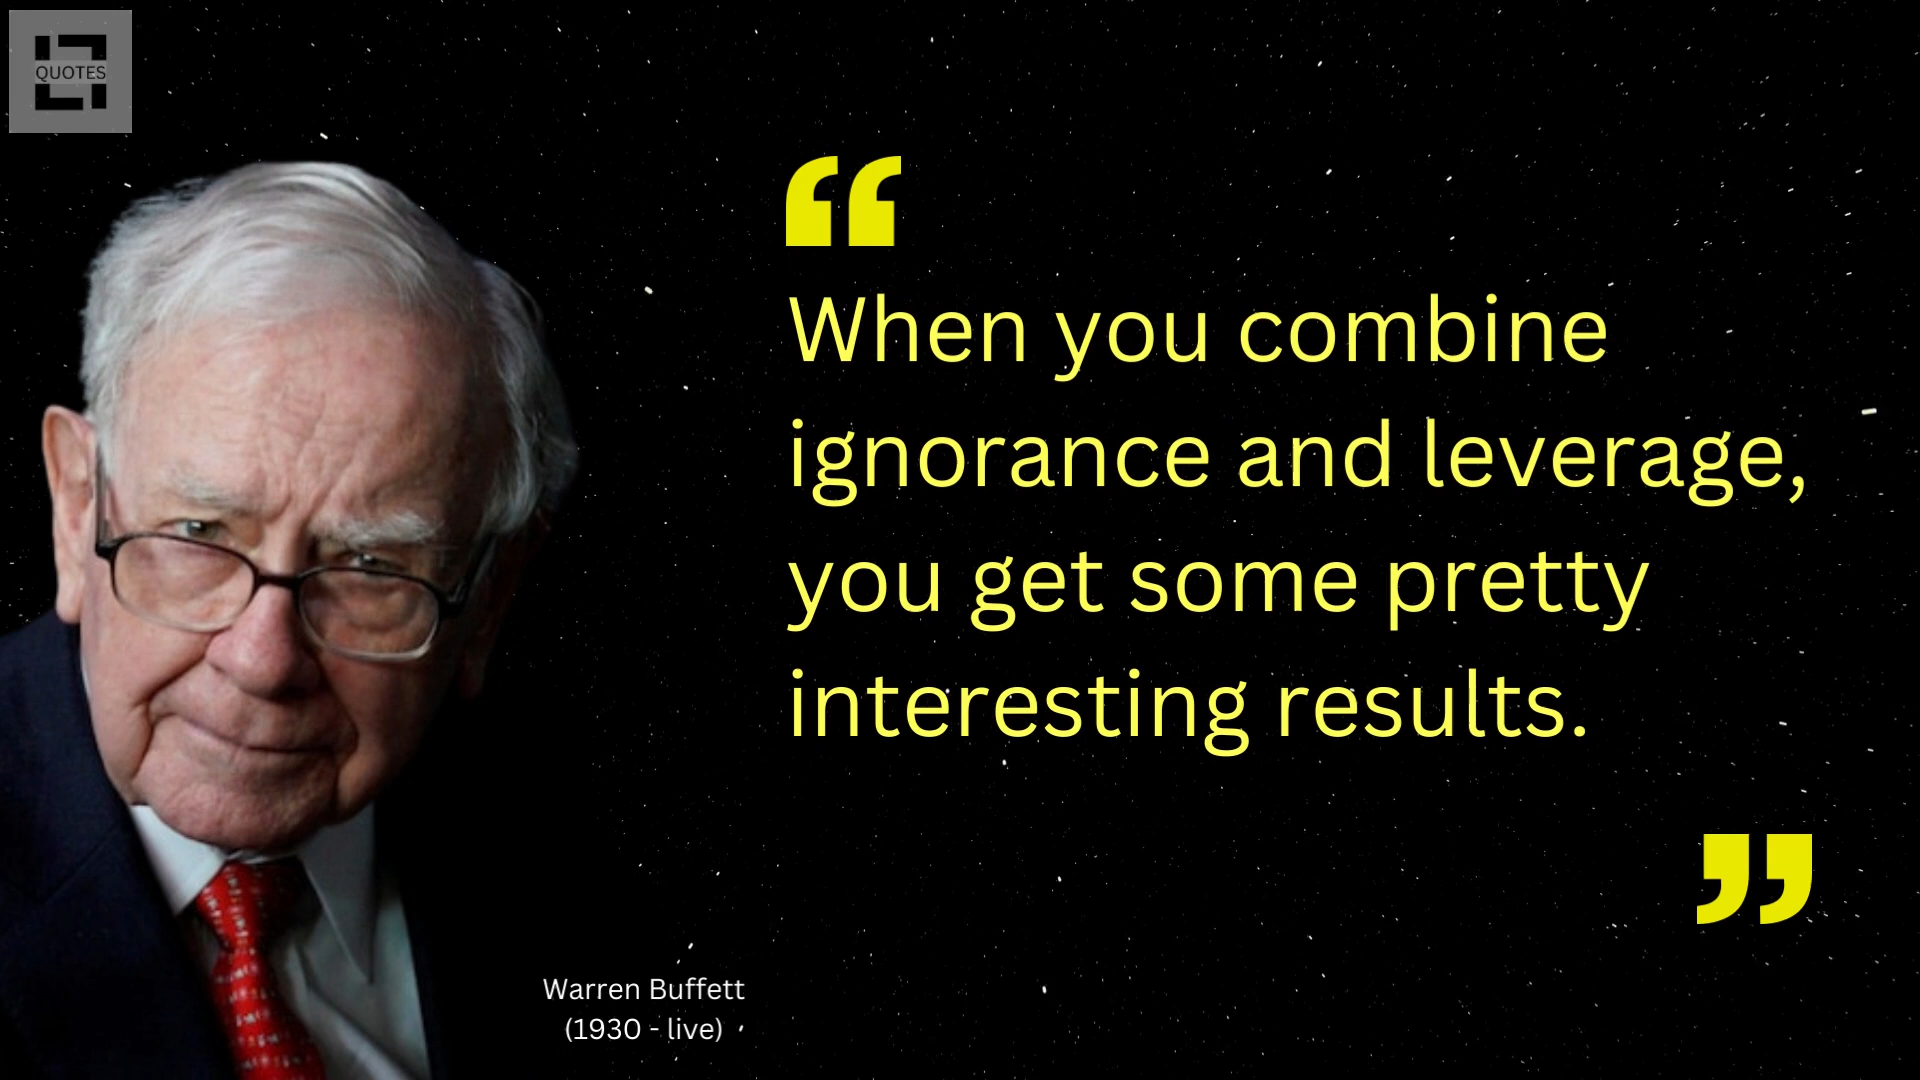 QUOTES
“
When you combine
ignorance and leverage,
you get some pretty
interesting results.
”
Warren Buffett
(1930 - live)